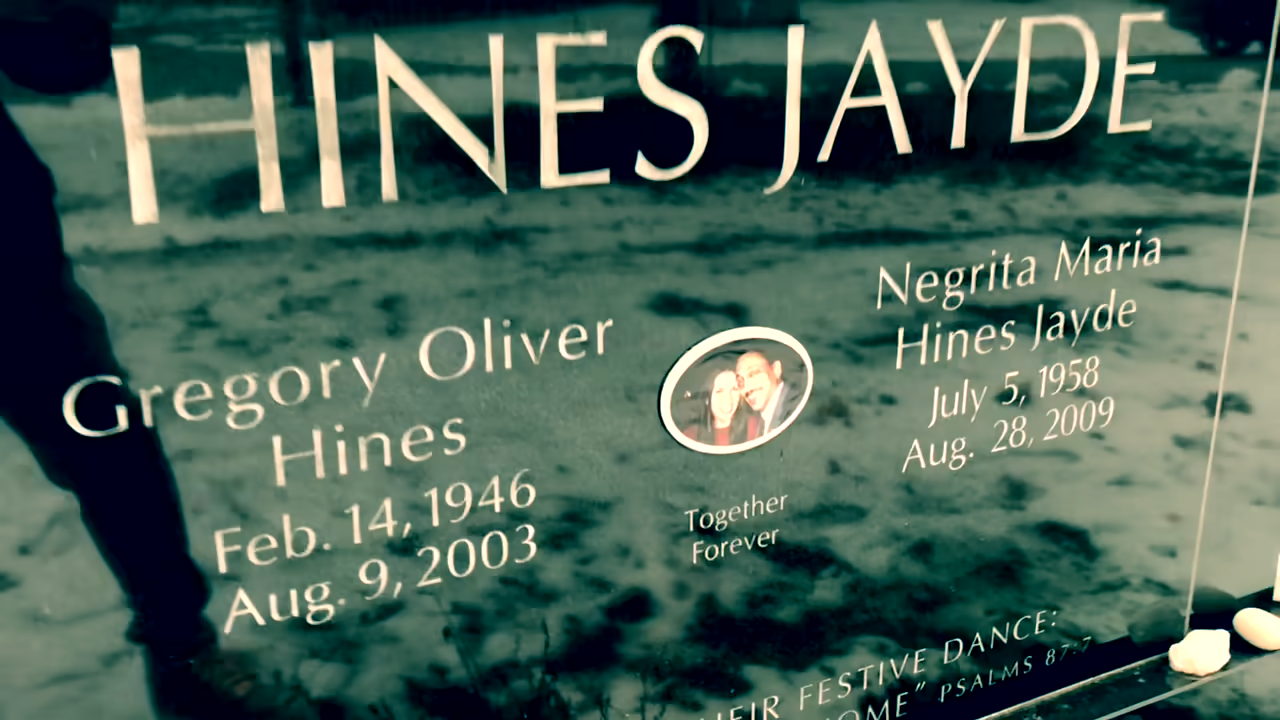 HINES JAYDE
Gregory Oliver
Hines
Feb. 14, 1946
Aug. 9, 2003
Together
Forever
Negrita Maria
Hines Jayde
July 5, 1958
Aug. 28, 2009
FESTIVE DANCE:
PSALMS 87:7